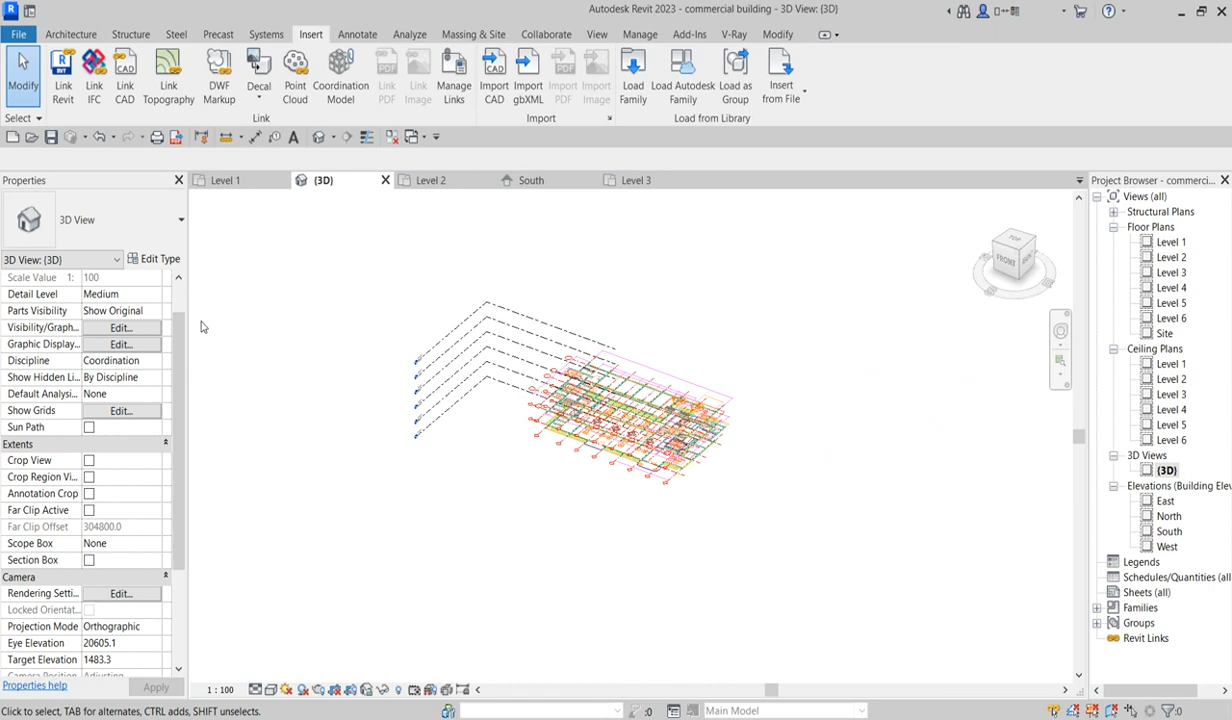 Autodesk Revit 2023 - commercial building - 3D View: {3D}
File Architecture Structure Steel Precast Systems Insert Annotate Analyze Massing & Site Collaborate View Manage Add-Ins V-Ray Modify
Modify
Link Revit
Link IFC
Link CAD
Link Topography
DWF Markup
Decal
Point Cloud
Coordination Model
Link PDF
Link Image
Manage Links
Import CAD
Import gbXML
Import PDF
Import Image
Load Family
Load Autodesk Family
Load as Group
Insert from File
Select Link Import Load from Library
Properties
Level 1
(3D)
Level 2
South
Level 3
Project Browser - commerci...
3D View
3D View: {3D} Edit Type
Scale Value 1: 100
Detail Level Medium
Parts Visibility Show Original
Visibility/Graph... Edit...
Graphic Display... Edit...
Discipline Coordination
Show Hidden Li... By Discipline
Default Analysi... None
Show Grids Edit...
Sun Path
Extents
Crop View
Crop Region Vi...
Annotation Crop
Far Clip Active
Far Clip Offset 304800.0
Scope Box None
Section Box
Camera
Rendering Setti... Edit...
Locked Orientat...
Projection Mode Orthographic
Eye Elevation 20605.1
Target Elevation 1483.3
Camera Position Adjusting
Properties help Apply
TOP
FRONT
Views (all)
Structural Plans
Floor Plans
Level 1
Level 2
Level 3
Level 4
Level 5
Level 6
Site
Ceiling Plans
Level 1
Level 2
Level 3
Level 4
Level 5
Level 6
3D Views
(3D)
Elevations (Building Elev
East
North
South
West
Legends
Schedules/Quantities (all
Sheets (all)
Families
Groups
Revit Links
1 : 100
Click to select, TAB for alternates, CTRL adds, SHIFT unselects.
:0
Main Model
:0